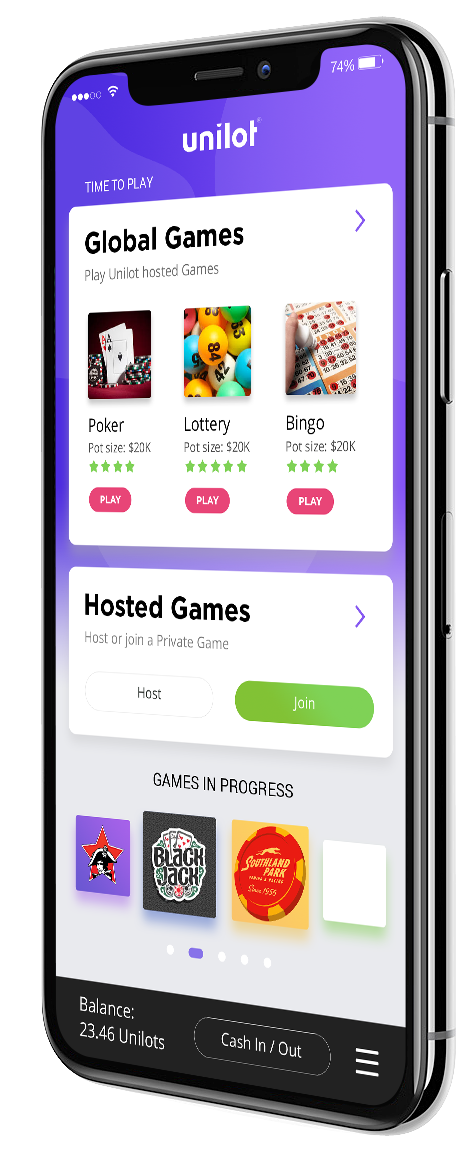 74%
unilot
TIME TO PLAY
Global Games
Play Unilot hosted Games
Poker
Pot size: $20K
PLAY
Lottery
Pot size: $20K
PLAY
Bingo
Pot size: $20K
PLAY
Hosted Games
Host or join a Private Game
Host
Join
GAMES IN PROGRESS
BLACK
JACK
SOUTHLAND
PARK
GAMING & RACING
Since 1955
Balance:
23.46 Unilots
Cash In / Out